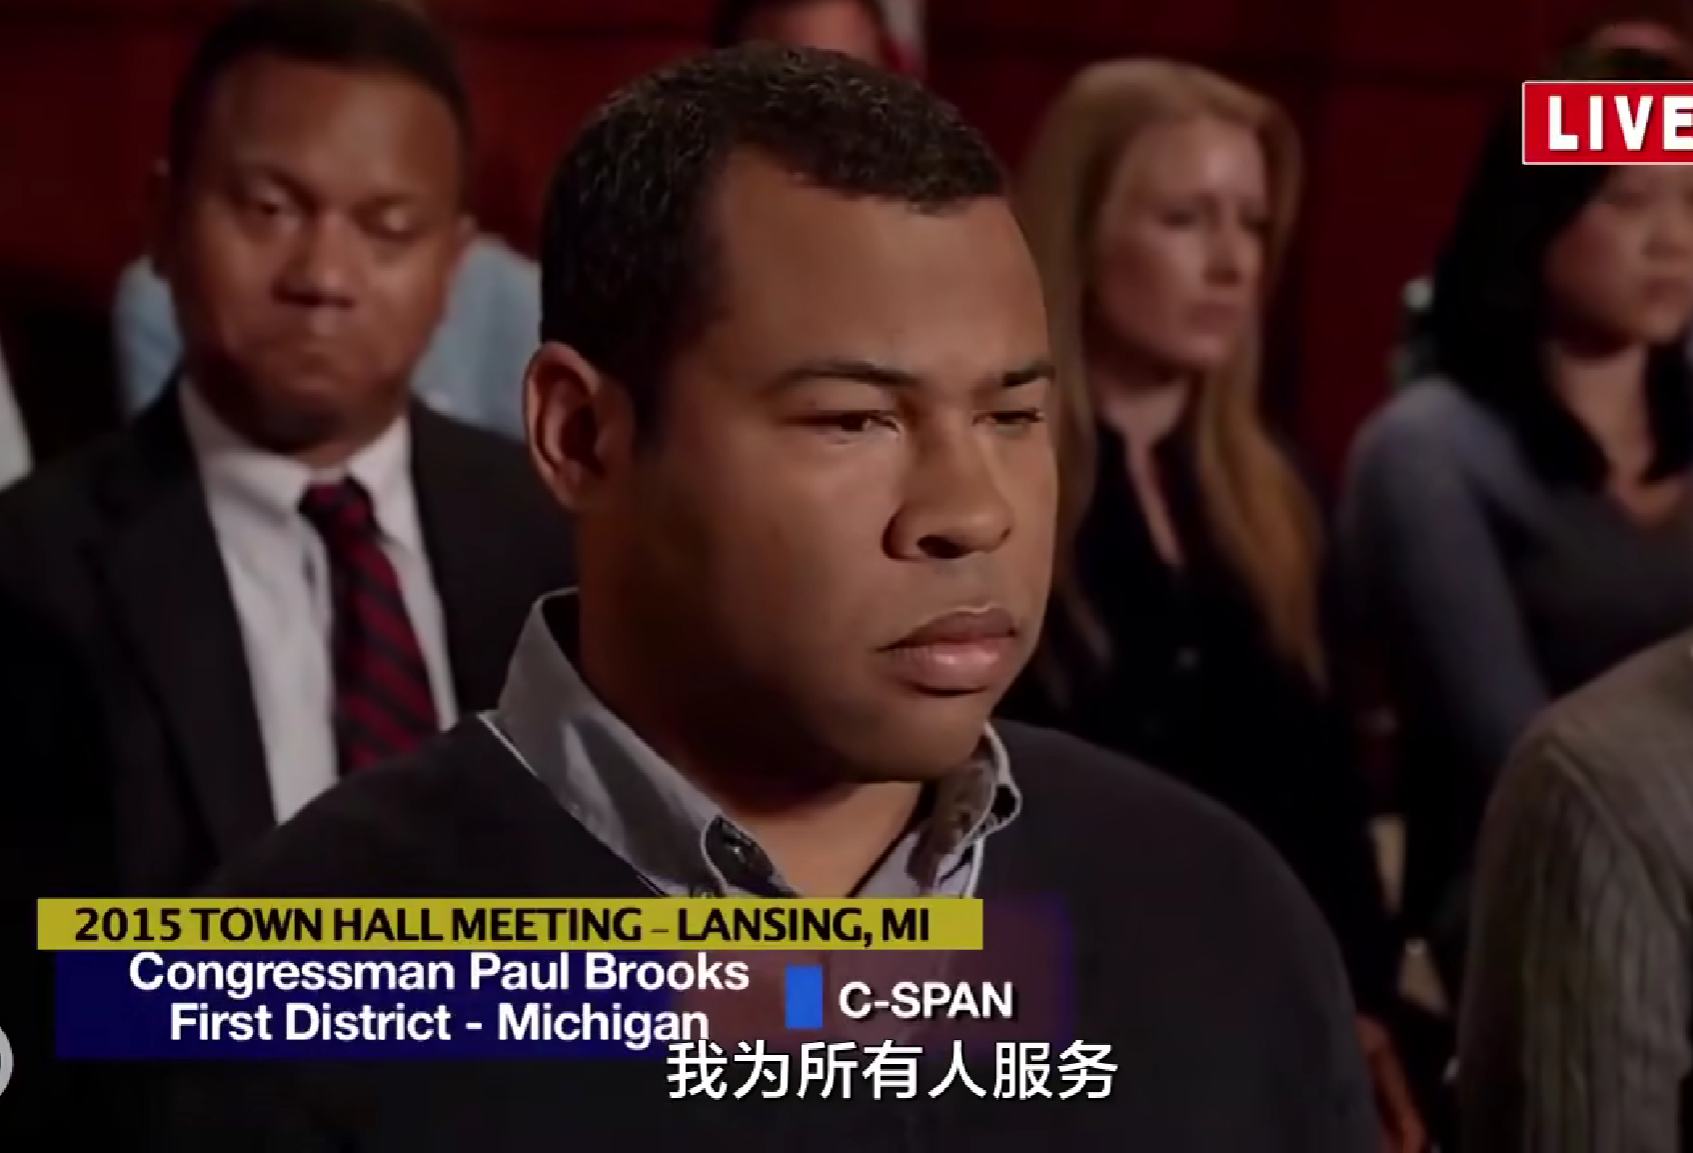 LIVE
2015 TOWN HALL MEETING – LANSING, MI
Congressman Paul Brooks
First District - Michigan
C-SPAN
我为所有人服务